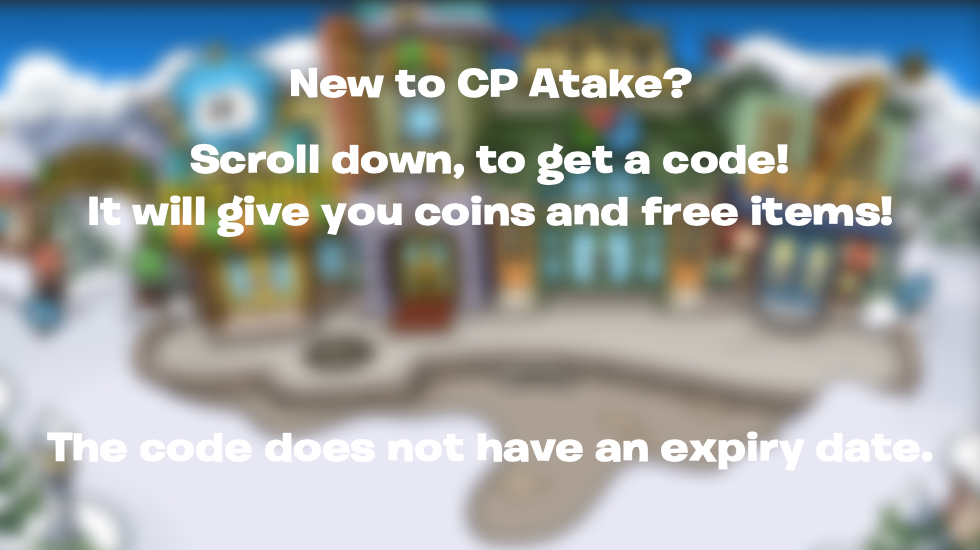 New to CP Atake?
Scroll down, to get a code!
It will give you coins and free items!
The code does not have an expiry date.